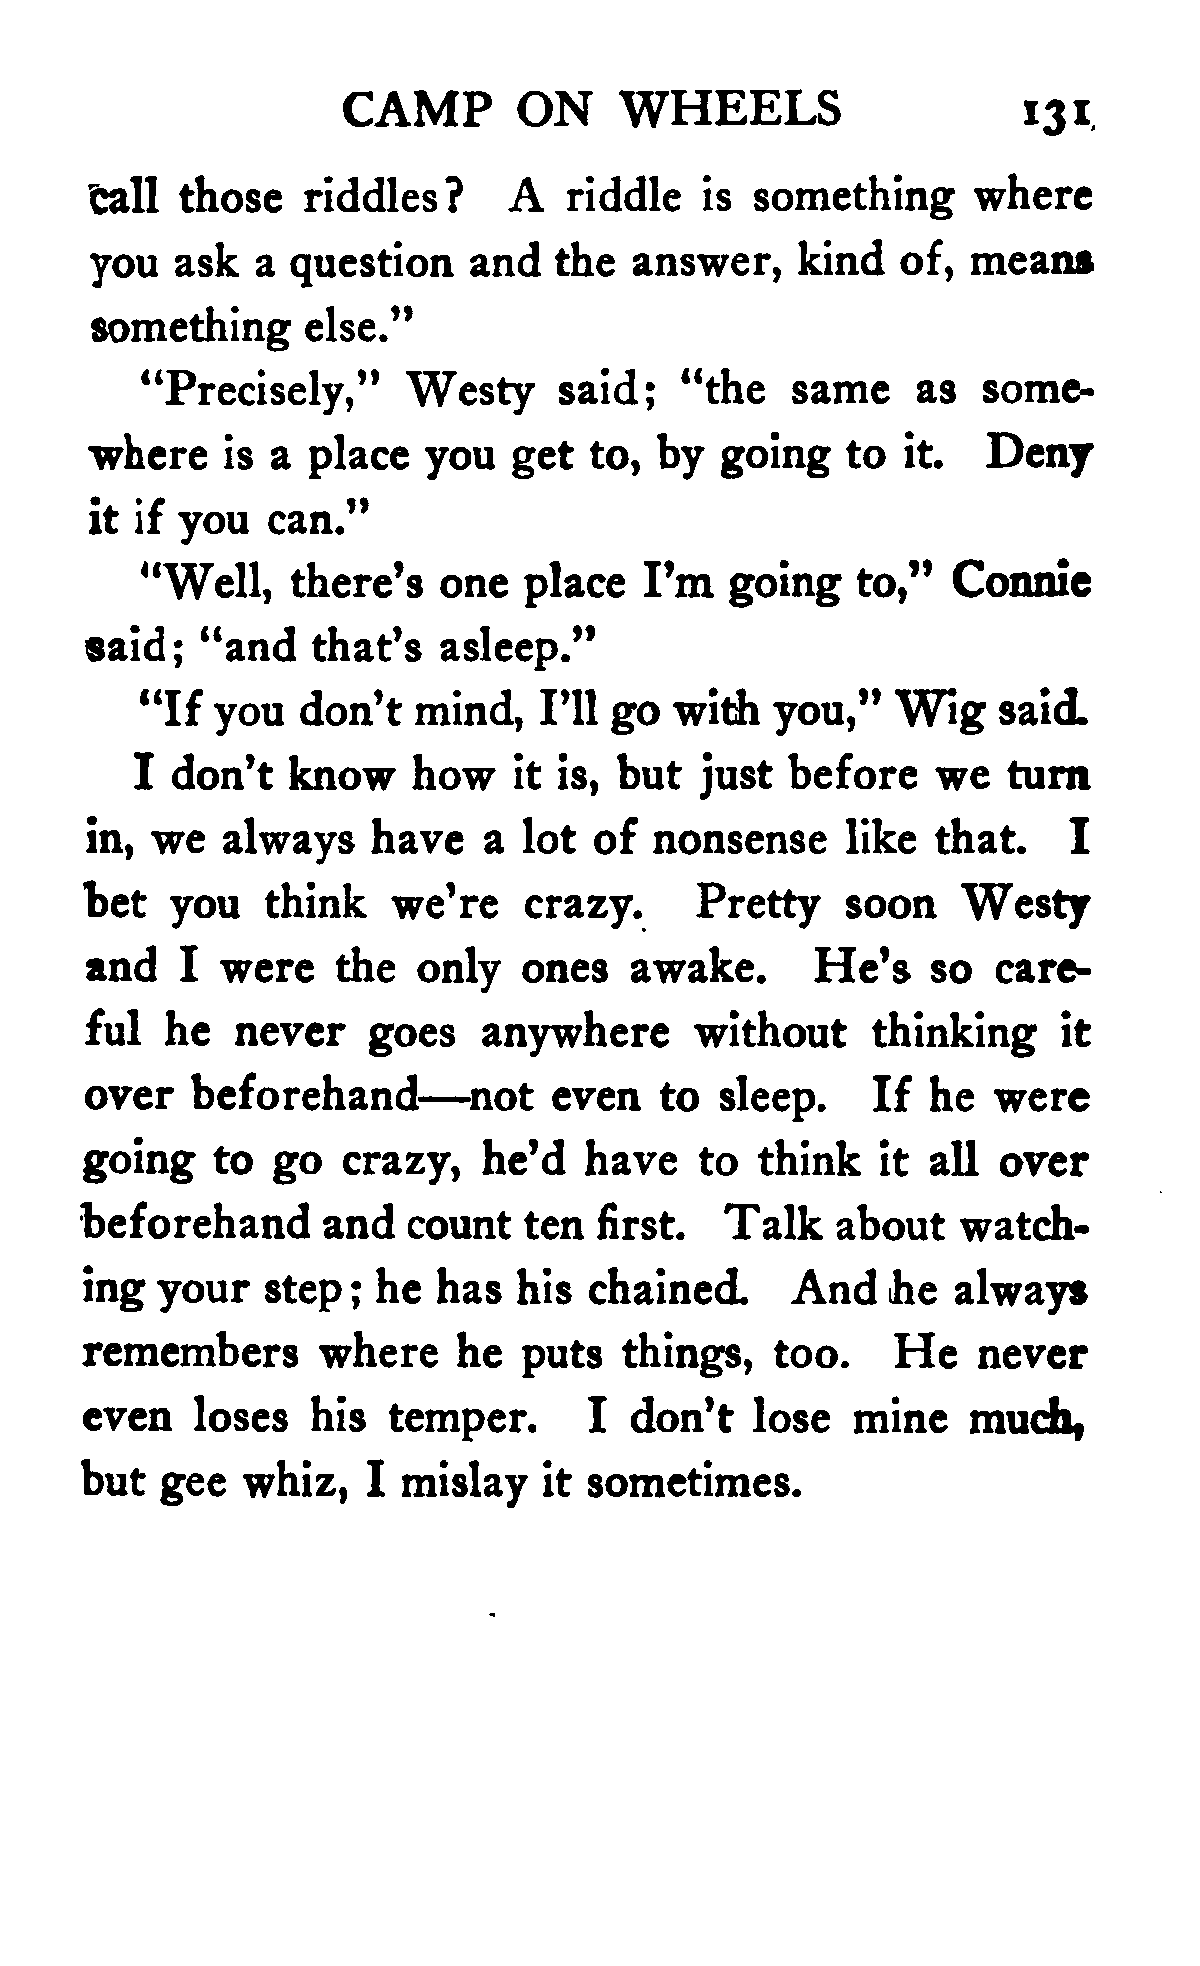 CAMP ON WHEELS 131
call those riddles? A riddle is something where
you ask a question and the answer, kind of, means
something else."
"Precisely," Westy said; "the same as some-
where is a place you get to, by going to it. Deny
it if you can."
"Well, there's one place I'm going to," Connie
said; "and that's asleep."
"If you don't mind, I'll go with you," Wig said.
I don't know how it is, but just before we turn
in, we always have a lot of nonsense like that. I
bet you think we're crazy. Pretty soon Westy
and I were the only ones awake. He's so care-
ful he never goes anywhere without thinking it
over beforehand—not even to sleep. If he were
going to go crazy, he'd have to think it all over
beforehand and count ten first. Talk about watch-
ing your step; he has his chained. And he always
remembers where he puts things, too. He never
even loses his temper. I don't lose mine much,
but gee whiz, I mislay it sometimes.